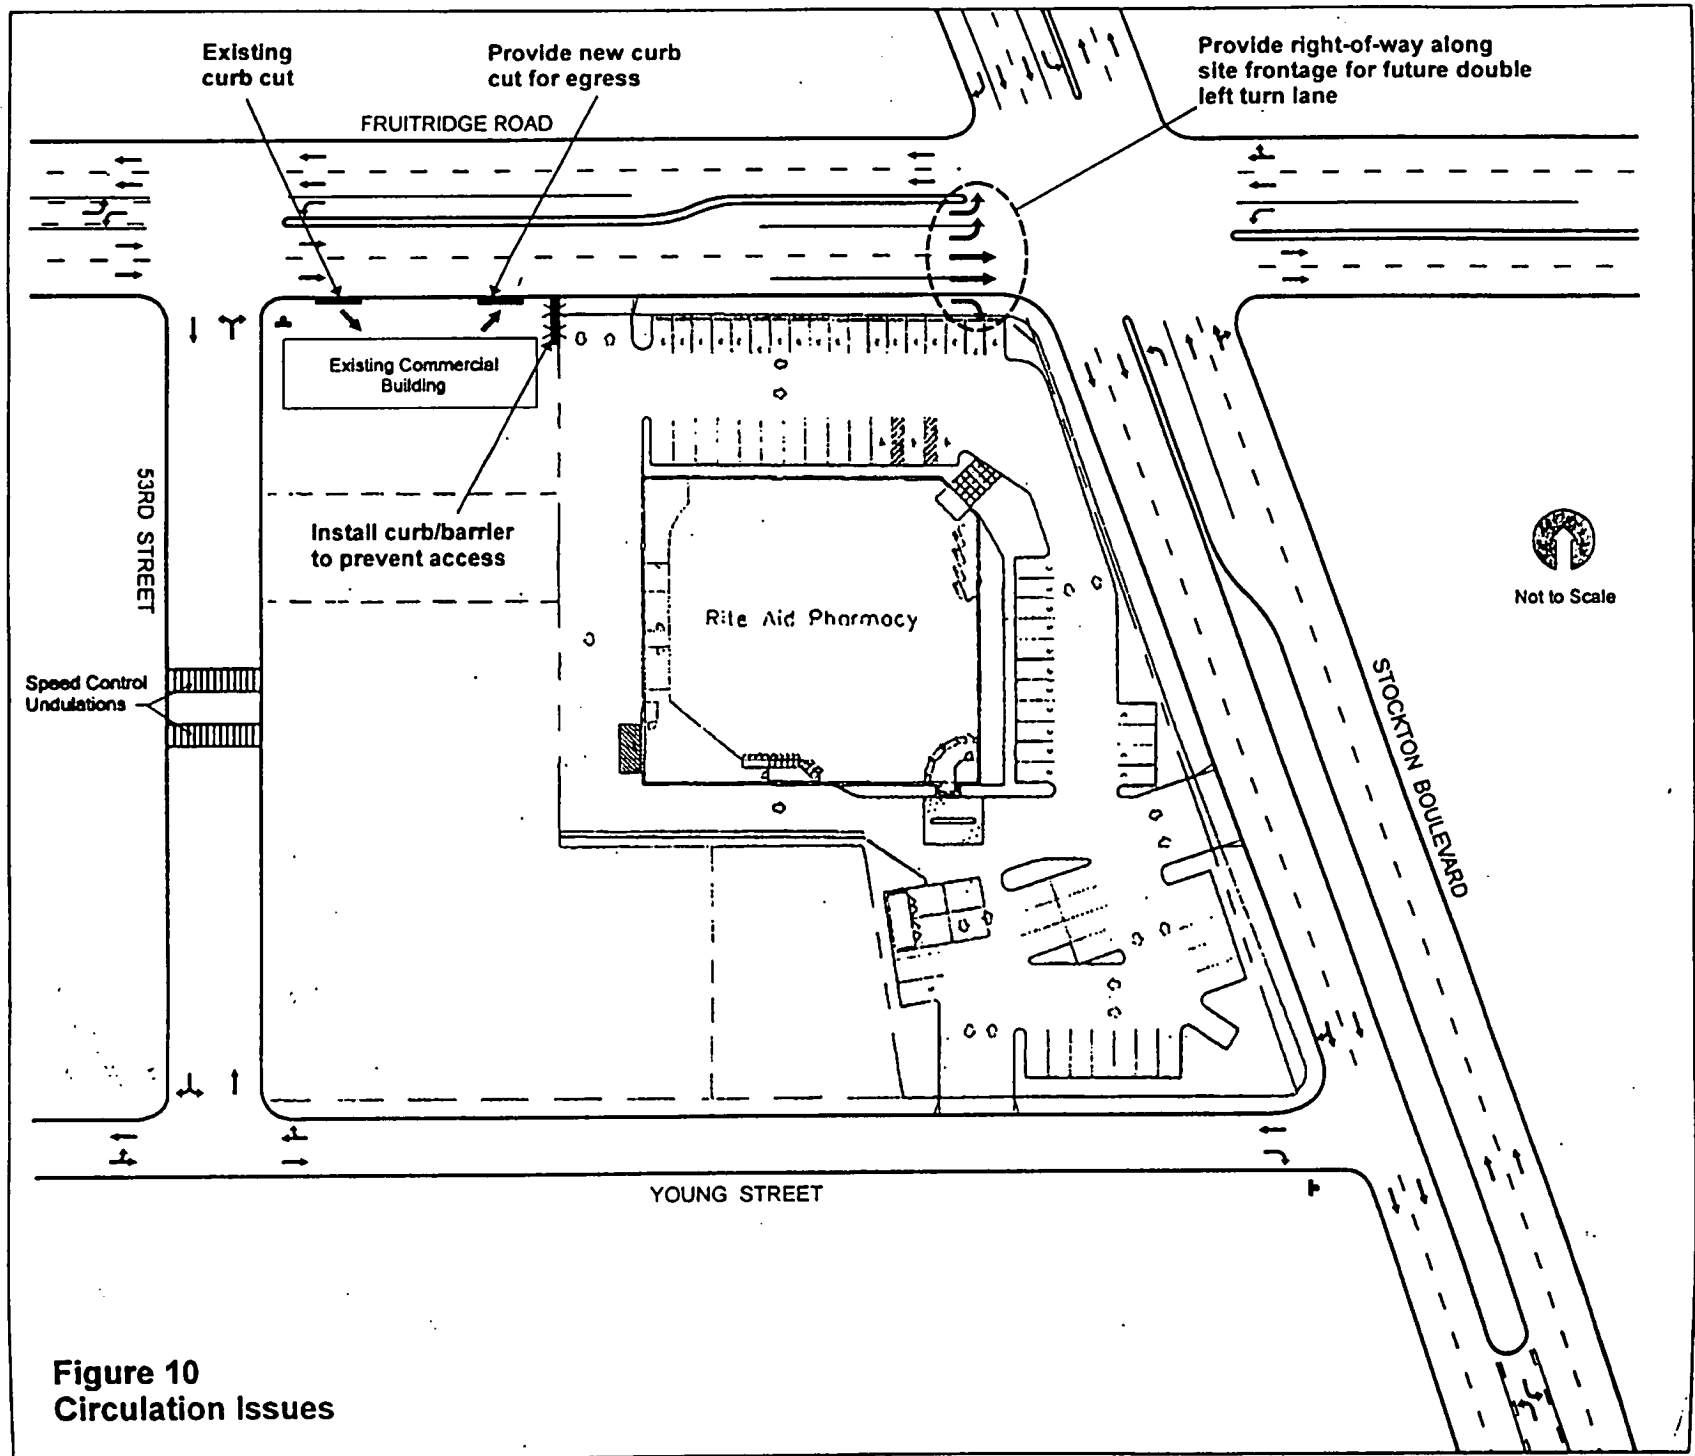 Existing
curb cut
Provide new curb
cut for egress
Provide right-of-way along
site frontage for future double
left turn lane
FRUITRIDGE ROAD
Existing Commercial
Building
53RD STREET
Install curb/barrier
to prevent access
Rite Aid Pharmacy
Not to Scale
Speed Control
Undulations
STOCKTON BOULEVARD
YOUNG STREET
Figure 10
Circulation Issues